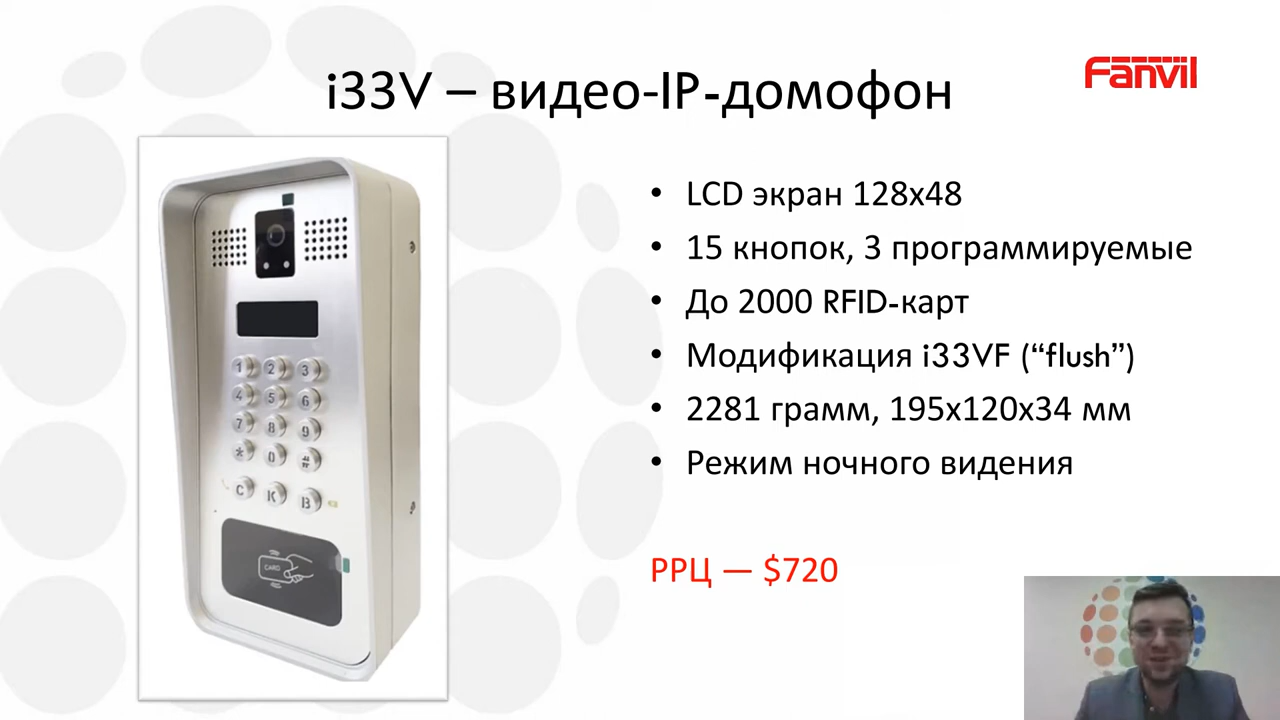 i33V – видео-IP-домофон
Fanvil
• LCD экран 128x48
• 15 кнопок, 3 программируемые
• До 2000 RFID-карт
• Модификация i33VF (“flush”)
• 2281 грамм, 195x120x34 мм
• Режим ночного видения
РРЦ — $720
1 2 3
4 5 6
7 8 9
* 0 #
C K B
CARD